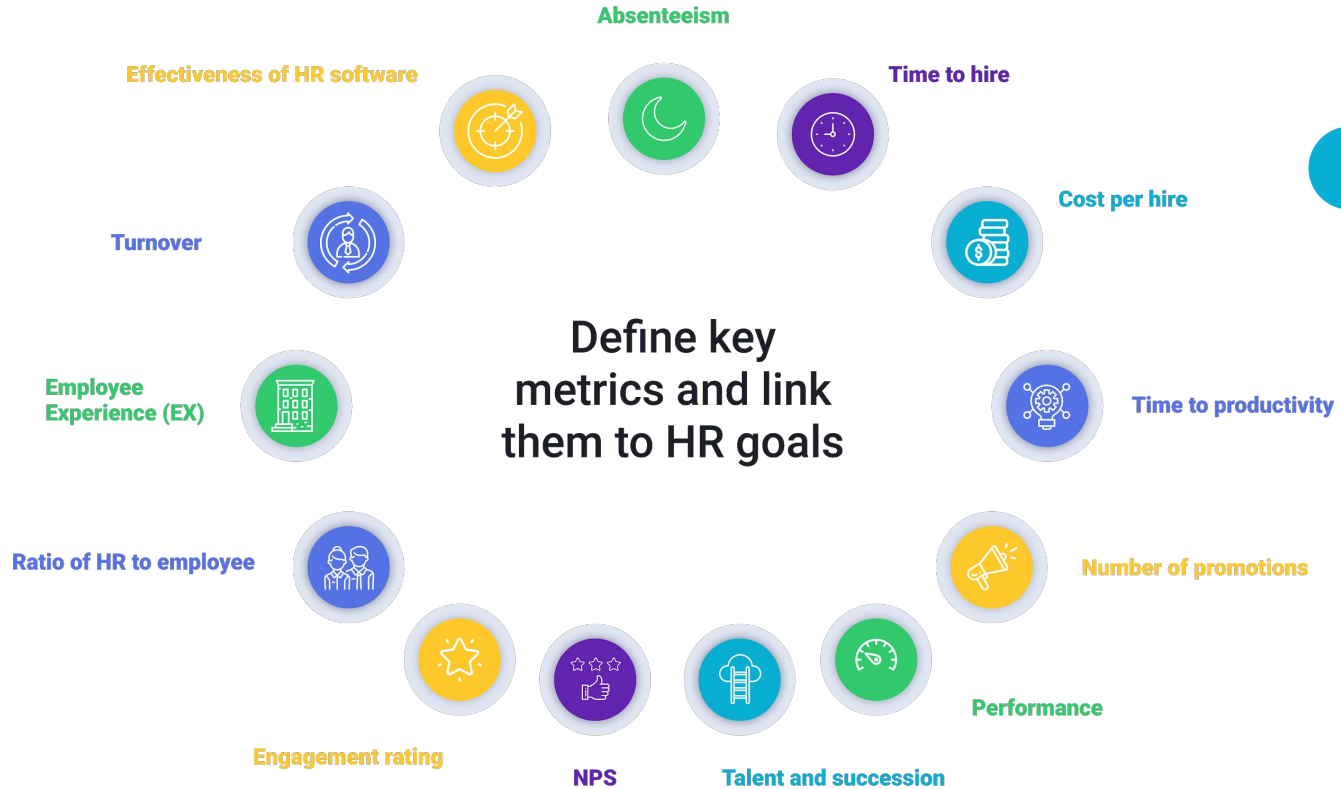 Absenteeism
Effectiveness of HR software
Time to hire
Cost per hire
Turnover
Define key
metrics and link
them to HR goals
Employee
Experience (EX)
Time to productivity
Ratio of HR to employee
Number of promotions
Performance
Engagement rating
NPS
Talent and succession